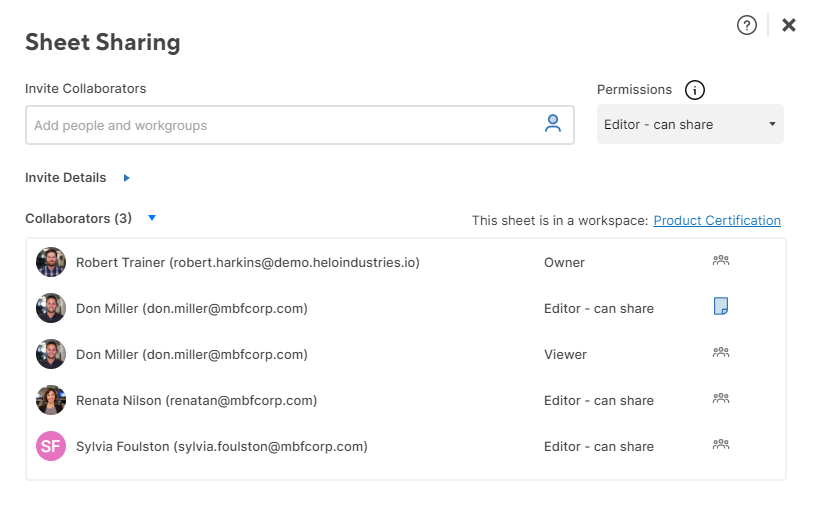 Sheet Sharing
Invite Collaborators
Permissions
Add people and workgroups
Editor - can share
Invite Details
Collaborators (3)
This sheet is in a workspace: Product Certification
Robert Trainer (robert.harkins@demo.heloindustries.io) Owner
Don Miller (don.miller@mbfcorp.com) Editor - can share
Don Miller (don.miller@mbfcorp.com) Viewer
Renata Nilson (renatan@mbfcorp.com) Editor - can share
SF Sylvia Foulston (sylvia.foulston@mbfcorp.com) Editor - can share